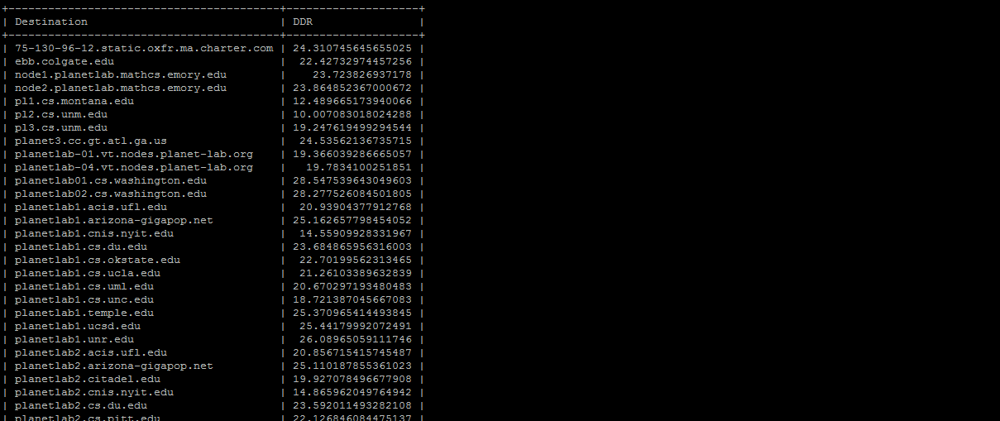 +-----------------------------------------+--------------------+
| Destination                             | DDR                |
+-----------------------------------------+--------------------+
| 75-130-96-12.static.oxfr.ma.charter.com | 24.310745645655025 |
| ebb.colgate.edu                         |  22.42732974457256 |
| node1.planetlab.mathcs.emory.edu        |    23.723826937178 |
| node2.planetlab.mathcs.emory.edu        | 23.864852367000672 |
| pl1.cs.montana.edu                      | 12.489665173940066 |
| pl2.cs.unm.edu                          | 10.007083018024288 |
| pl3.cs.unm.edu                          | 19.247619499294544 |
| planet3.cc.gt.atl.ga.us                 |  24.53562136735715 |
| planetlab-01.vt.nodes.planet-lab.org    | 19.366039286665057 |
| planetlab-04.vt.nodes.planet-lab.org    |   19.7834100251851 |
| planetlab01.cs.washington.edu           | 28.547539643049603 |
| planetlab02.cs.washington.edu           | 28.277526084501805 |
| planetlab1.acis.ufl.edu                 |  20.93904377912768 |
| planetlab1.arizona-gigapop.net          | 25.162657798454052 |
| planetlab1.cnis.nyit.edu                |  14.55909928331967 |
| planetlab1.cs.du.edu                    | 23.684865956316003 |
| planetlab1.cs.okstate.edu               |  22.70199562313465 |
| planetlab1.cs.ucla.edu                  |  21.26103389632839 |
| planetlab1.cs.uml.edu                   | 20.670297193480483 |
| planetlab1.cs.unc.edu                   | 18.721387045667083 |
| planetlab1.temple.edu                   | 25.370965414493845 |
| planetlab1.ucsd.edu                     |  25.44179992072491 |
| planetlab1.unr.edu                      |  26.08965059111746 |
| planetlab2.acis.ufl.edu                 | 20.856715415745487 |
| planetlab2.arizona-gigapop.net          | 25.110187855361023 |
| planetlab2.citadel.edu                  | 19.927078496677908 |
| planetlab2.cnis.nyit.edu                | 14.865962049764942 |
| planetlab2.cs.du.edu                    | 23.592011493282108 |
| planetlab2.cs.pitt.edu                  | 22.126846084475137 |